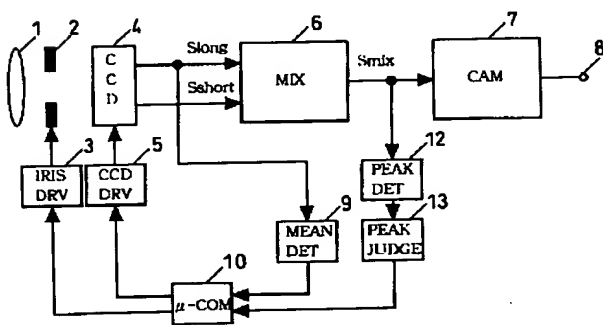 1
2
4
6
7
C
C
D
Slong
Sshort
MIX
Smix
CAM
8
3
5
12
IRIS
DRV
CCD
DRV
PEAK
DET
13
9
MEAN
DET
PEAK
JUDGE
10
μ-COM